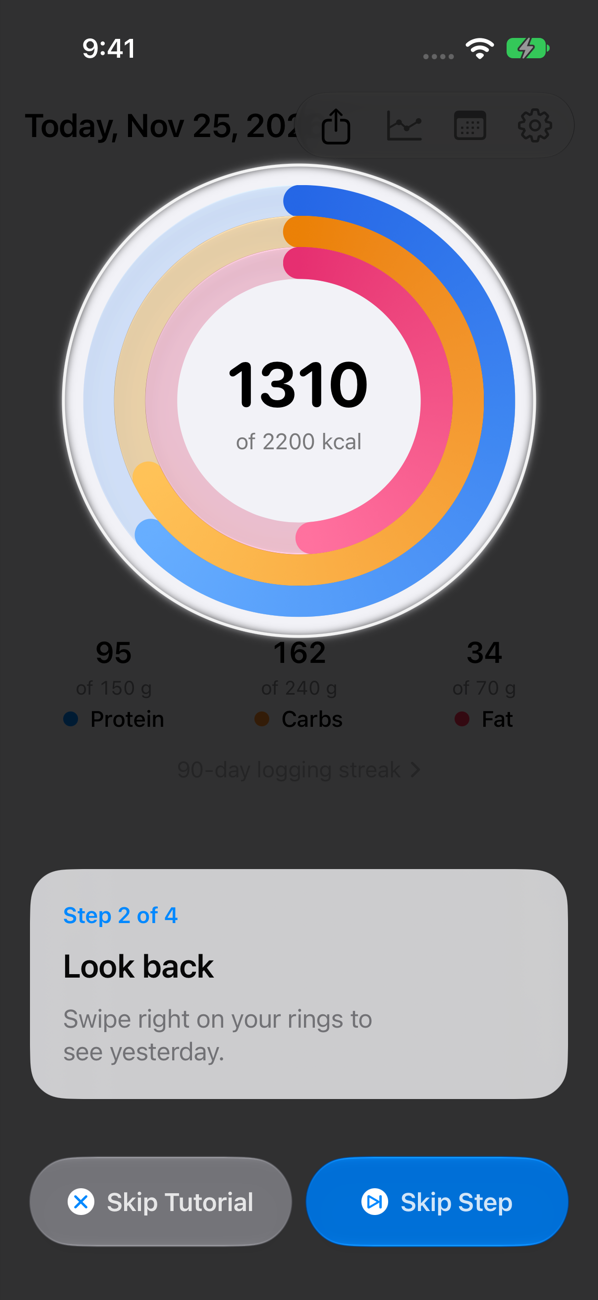 9:41
Today, Nov 25, 202
1310
of 2200 kcal
95
of 150 g
Protein
162
of 240 g
Carbs
34
of 70 g
Fat
90-day logging streak
Step 2 of 4
Look back
Swipe right on your rings to
see yesterday.
Skip Tutorial
Skip Step